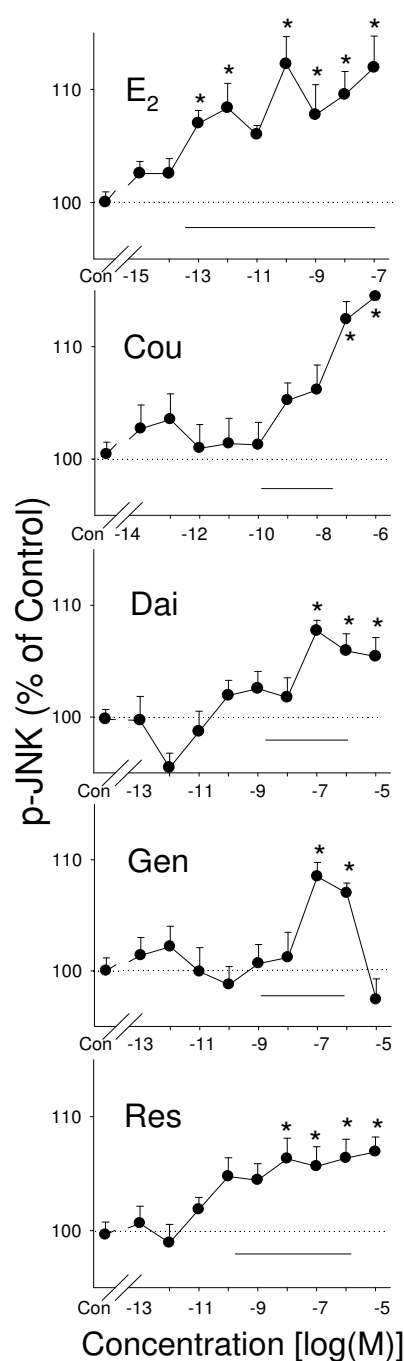 E2
110
* * * * * *
100
Con -15 -13 -11 -9 -7
Cou
110
* *
100
Con -14 -12 -10 -8 -6
Dai
110
* * *
100
Con -13 -11 -9 -7 -5
Gen
110
* *
100
Con -13 -11 -9 -7 -5
Res
110
* * * *
100
Con -13 -11 -9 -7 -5
p-JNK (% of Control)
Concentration [log(M)]